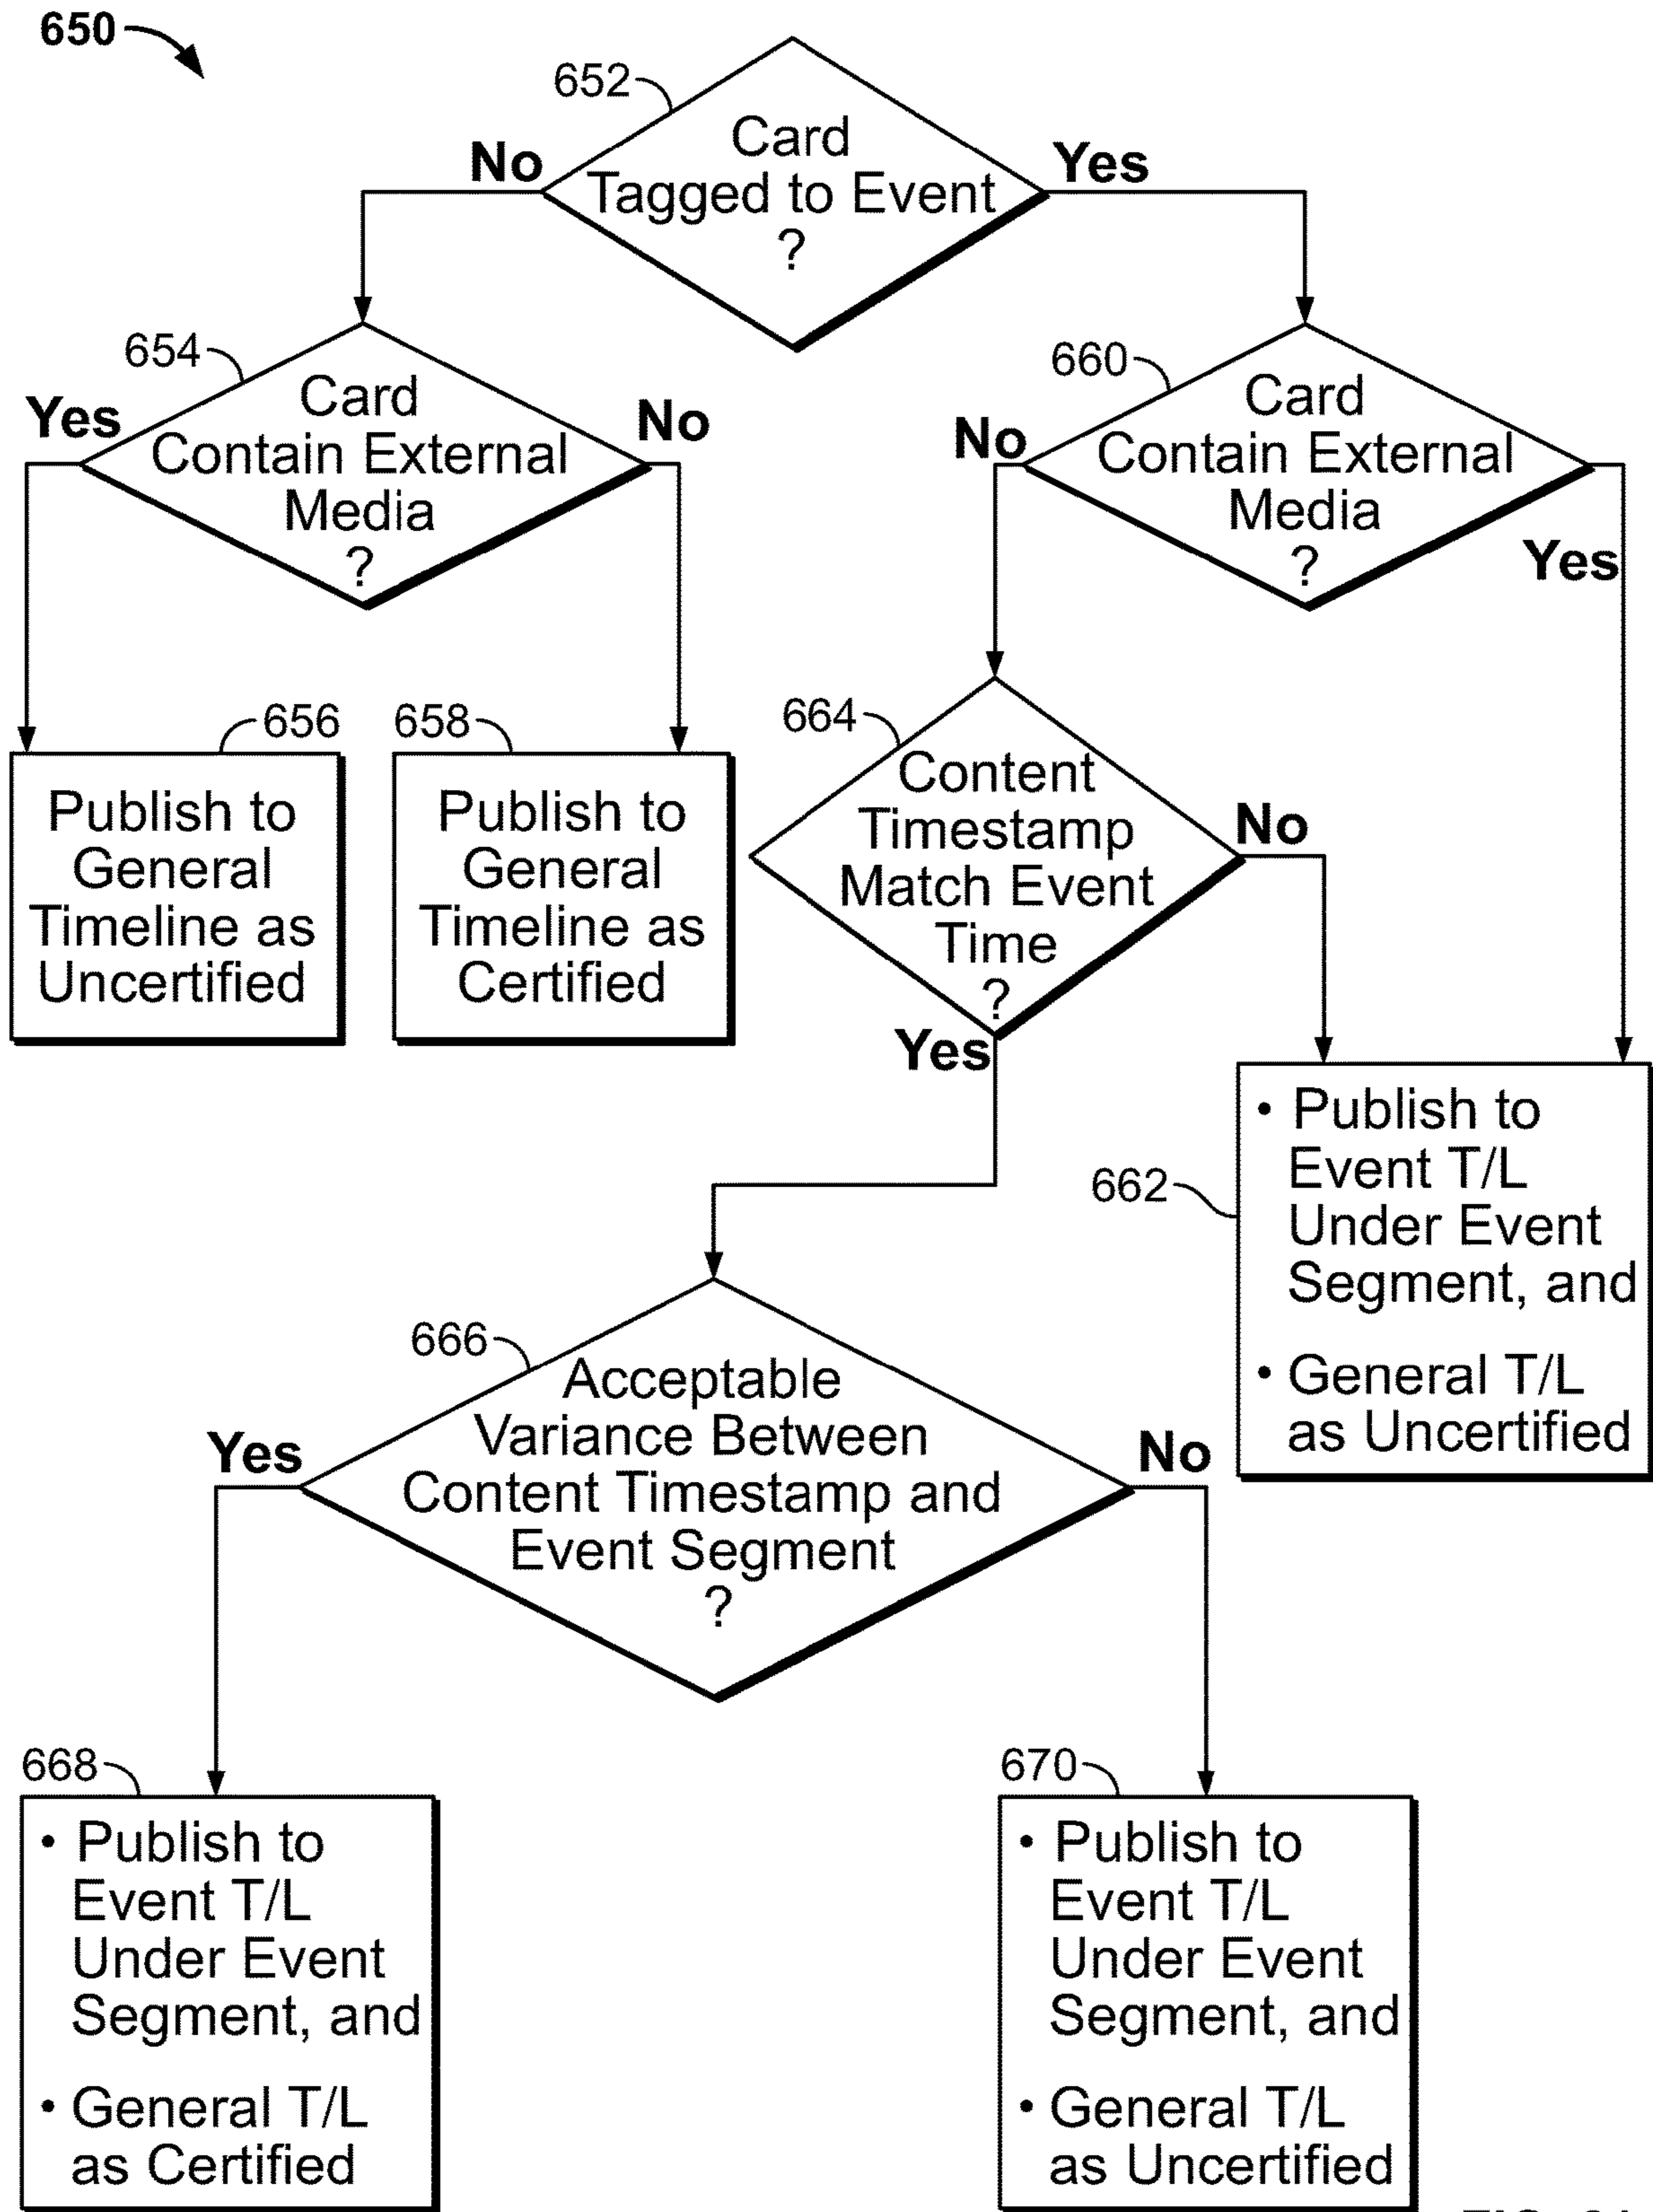 650
652
Card
Tagged to Event
?
No
Yes
654
Card
Contain External
Media
?
Yes
No
660
Card
Contain External
Media
?
No
Yes
656
Publish to
General
Timeline as
Uncertified
658
Publish to
General
Timeline as
Certified
664
Content
Timestamp
Match Event
Time
?
No
Yes
662
• Publish to
Event T/L
Under Event
Segment, and
• General T/L
as Uncertified
666
Acceptable
Variance Between
Content Timestamp and
Event Segment
?
Yes
No
668
• Publish to
Event T/L
Under Event
Segment, and
• General T/L
as Certified
670
• Publish to
Event T/L
Under Event
Segment, and
• General T/L
as Uncertified